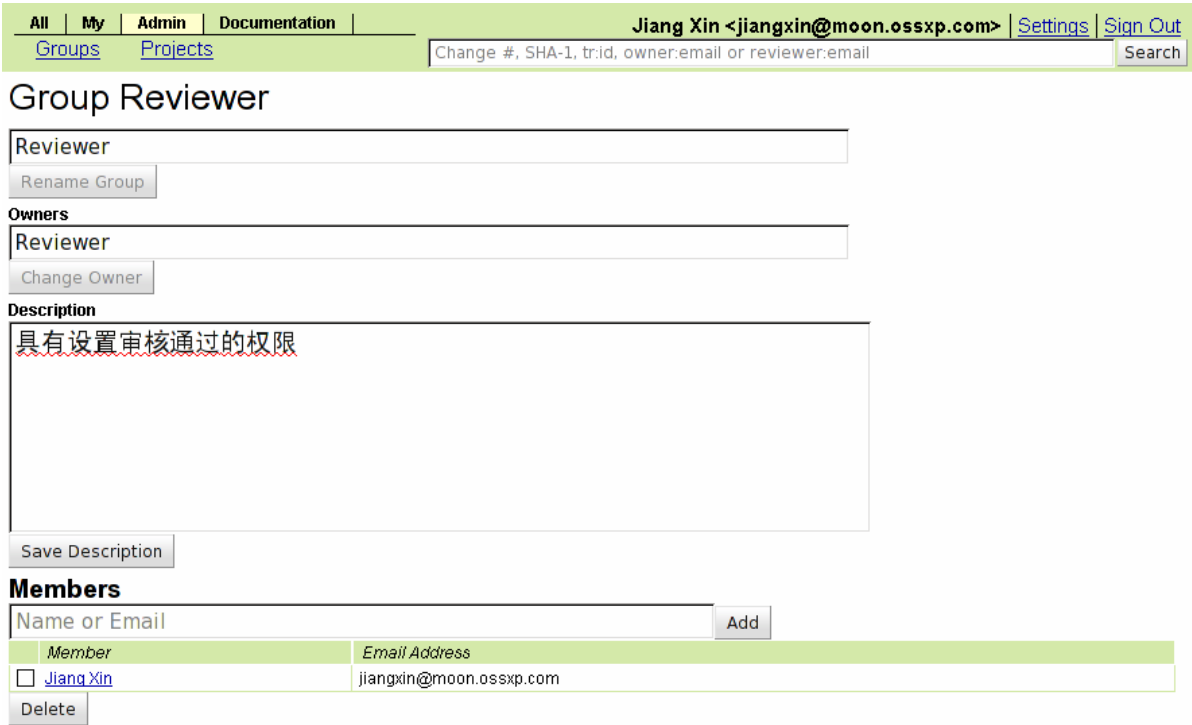 All My Admin Documentation Jiang Xin <jiangxin@moon.ossxp.com> Settings Sign Out
Groups Projects Change #, SHA-1, tr:id, owner:email or reviewer:email Search
Group Reviewer
Reviewer
Rename Group
Owners
Reviewer
Change Owner
Description
具有设置审核通过的权限
Save Description
Members
Name or Email Add
Member Email Address
Jiang Xin jiangxin@moon.ossxp.com
Delete